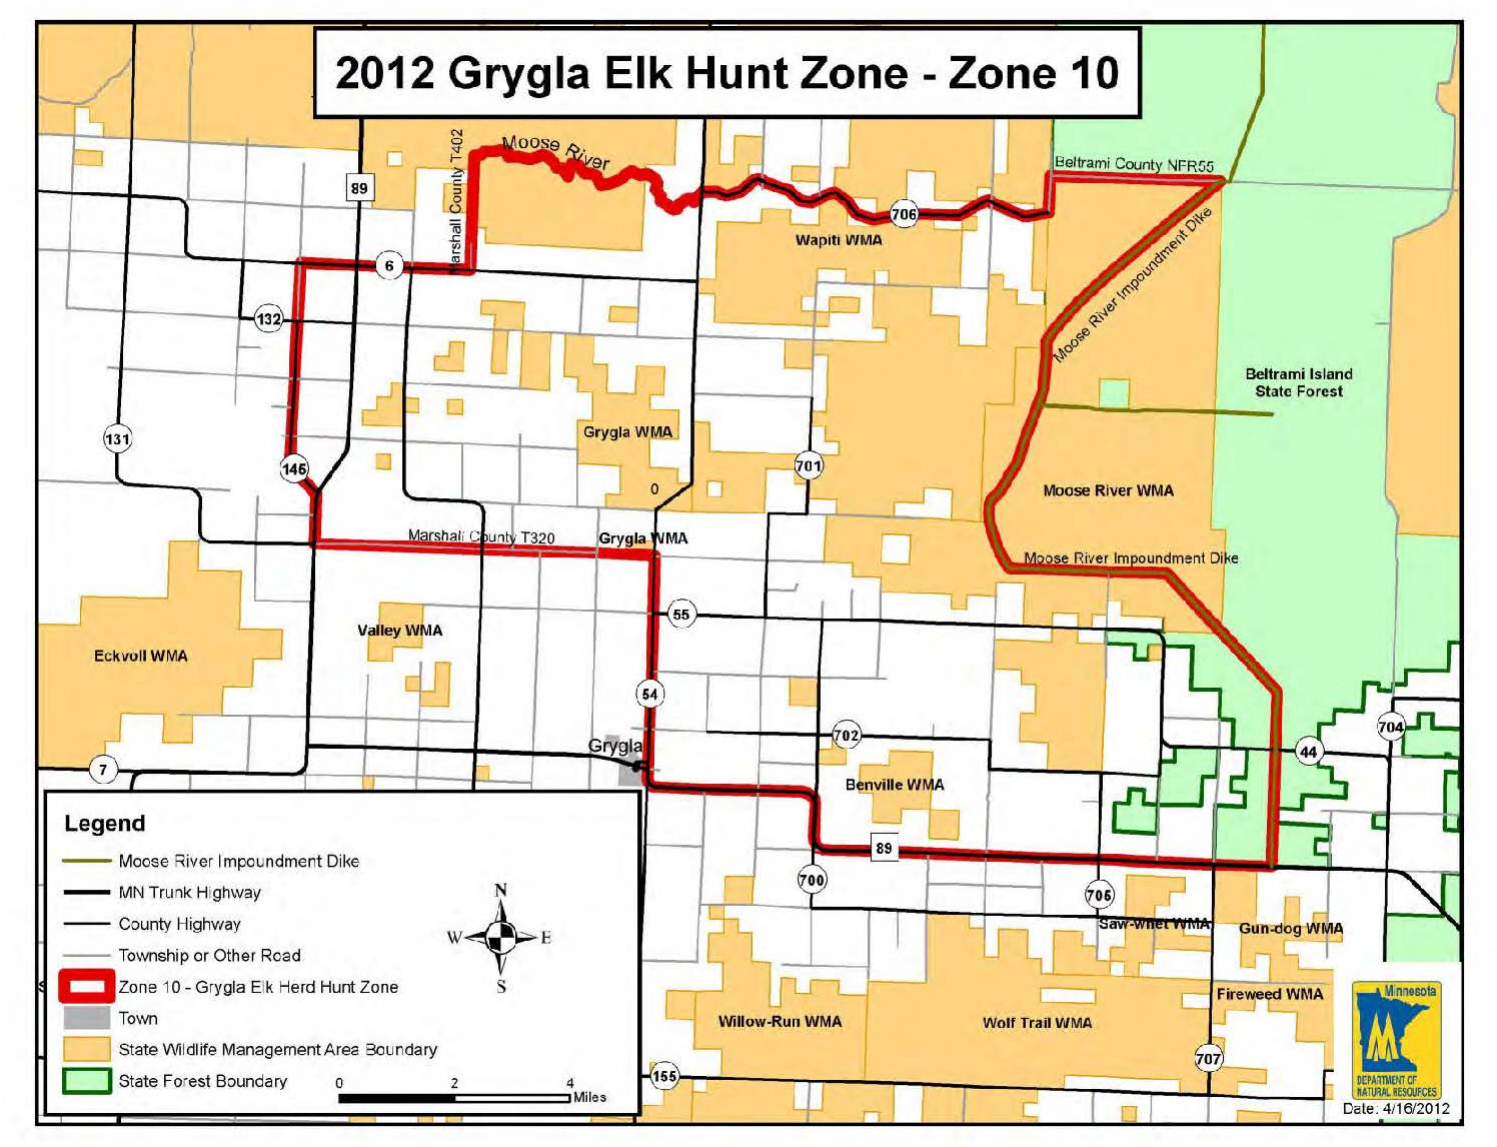 2012 Grygla Elk Hunt Zone - Zone 10
Marshall County T402
Moose River
Beltrami County NFR55
89
706
Wapiti WMA
Moose River Impoundment Dike
6
132
Beltrami Island
State Forest
131
Grygla WMA
146
701
0
Moose River WMA
Marshall County T320
Grygla WMA
Moose River Impoundment Dike
55
Valley WMA
Eckvoll WMA
54
704
702
Grygla
44
7
Benville WMA
89
700
705
Saw-whet WMA
Gun-dog WMA
Fireweed WMA
Willow-Run WMA
Wolf Trail WMA
707
155
Legend
Moose River Impoundment Dike
MN Trunk Highway
County Highway
Township or Other Road
Zone 10 - Grygla Elk Herd Hunt Zone
Town
State Wildlife Management Area Boundary
State Forest Boundary
N
W
E
S
0 2 4
Miles
Minnesota
DEPARTMENT OF
NATURAL RESOURCES
Date: 4/16/2012